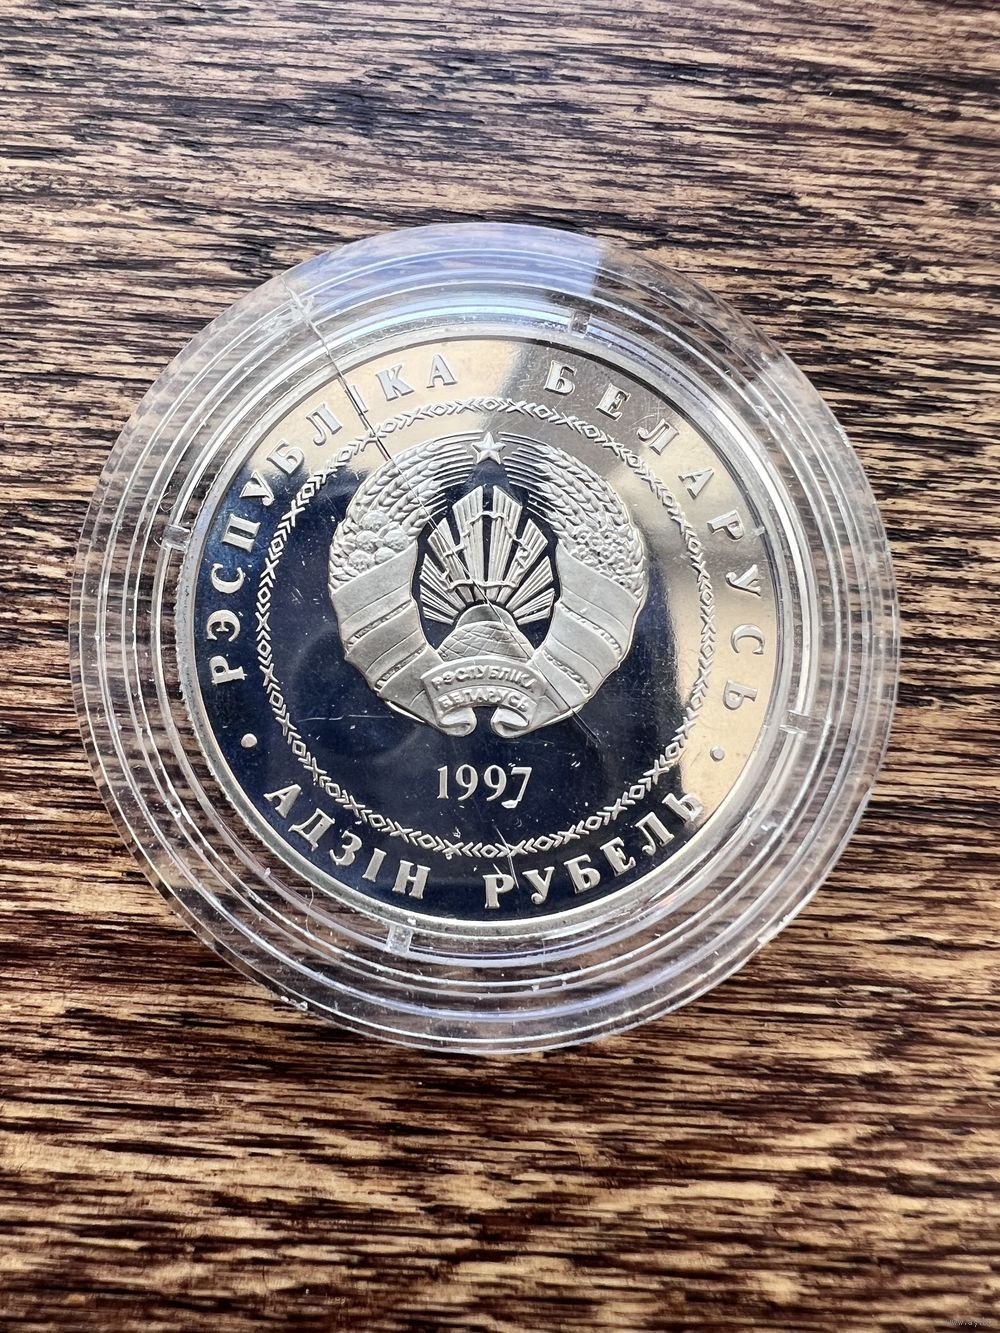 РЭСПУБЛІКА БЕЛАРУСЬ
РЭСПУБЛІКА
БЕЛАРУСЬ
1997
АДЗІН РУБЕЛЬ